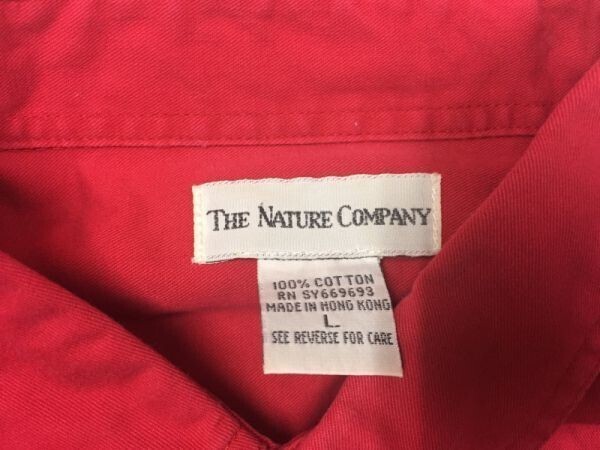 THE NATURE COMPANY
100% COTTON
RN SY669693
MADE IN HONG KONG
L
SEE REVERSE FOR CARE